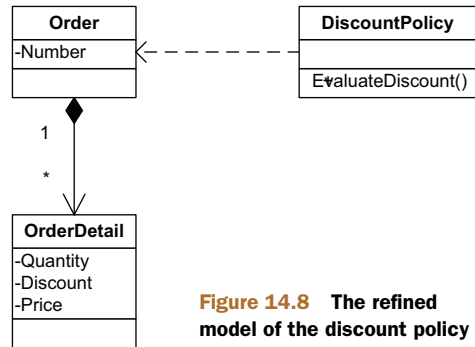 Order
-Number
DiscountPolicy
+EvaluateDiscount()
1
*
OrderDetail
-Quantity
-Discount
-Price
Figure 14.8 The refined
model of the discount policy